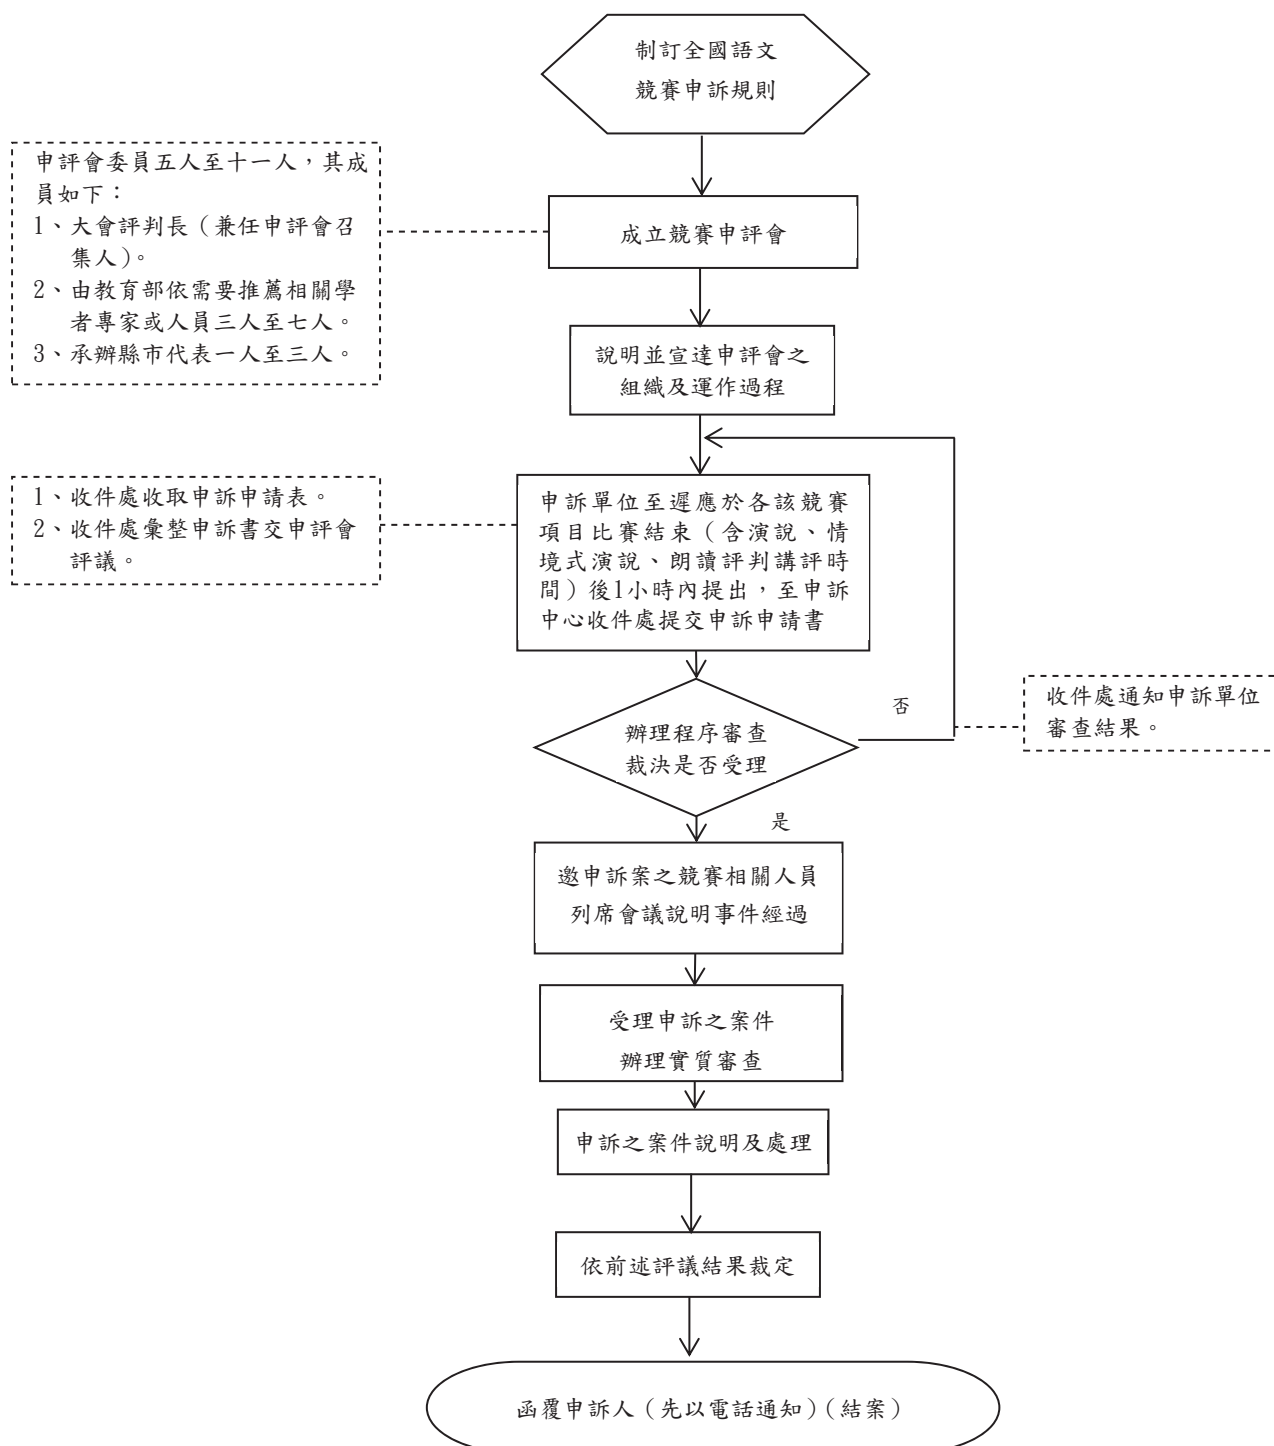 制訂全國語文
競賽申訴規則
申評會委員五人至十一人，其成
員如下：
1、大會評判長（兼任申評會召
集人）。
2、由教育部依需要推薦相關學
者專家或人員三人至七人。
3、承辦縣市代表一人至三人。
成立競賽申評會
說明並宣達申評會之
組織及運作過程
1、收件處收取申訴申請表。
2、收件處彙整申訴書交申評會
評議。
申訴單位至遲應於各該競賽
項目比賽結束（含演說、情
境式演說、朗讀評判講評時
間）後1小時內提出，至申訴
中心收件處提交申訴申請書
辦理程序審查
裁決是否受理
否
收件處通知申訴單位
審查結果。
是
邀申訴案之競賽相關人員
列席會議說明事件經過
受理申訴之案件
辦理實質審查
申訴之案件說明及處理
依前述評議結果裁定
函覆申訴人（先以電話通知）（結案）